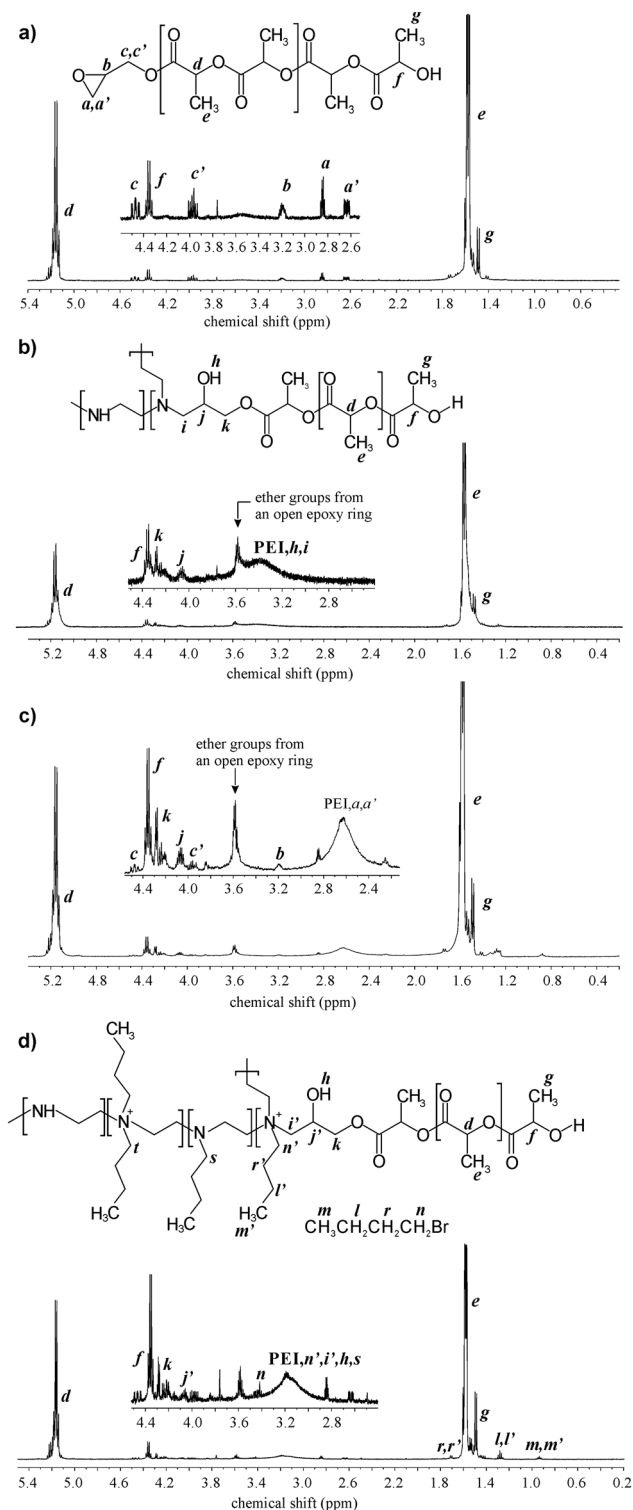 a)
g
CH₃
c,c'
O
O
b
d
O
CH₃
O
O
O
O
O
O
f
OH
a,a'
CH₃
O
CH₃
O
e
e
c
f
c'
b
a
a'
d
g
4.4 4.2 4.0 3.8 3.6 3.4 3.2 3.0 2.8 2.6
5.4 5.0 4.6 4.2 3.8 3.4 3.0 2.6 2.2 1.8 1.4 1.0 0.6
chemical shift (ppm)
b)
h
g
OH
CH₃
O
O
CH₃
NH
N
j
O
O
d
O
f
O
H
i
k
O
CH₃
O
e
e
ether groups from
an open epoxy ring
f
k
j
PEI,h,i
d
g
4.4 4.0 3.6 3.2 2.8
5.2 4.8 4.4 4.0 3.6 3.2 2.8 2.4 2.0 1.6 1.2 0.8 0.4
chemical shift (ppm)
c)
ether groups from
an open epoxy ring
f
PEI,a,a'
e
k
c
j
c'
b
d
g
4.4 4.0 3.6 3.2 2.8 2.4
5.2 4.8 4.4 4.0 3.6 3.2 2.8 2.4 2.0 1.6 1.2 0.8 0.4
chemical shift (ppm)
d)
CH₃
h
g
OH
CH₃
O
O
CH₃
NH
N⁺
N
N⁺
i'
j'
O
O
d
O
f
O
H
t
s
n'
k
O
CH₃
O
r'
e
l'
H₃C
H₃C
H₃C
m'
m l r n
CH₃CH₂CH₂CH₂Br
e
f
k
j'
n
PEI,n',i',h,s
d
g
r,r'
l,l'
m,m'
4.4 4.0 3.6 3.2 2.8
5.4 5.0 4.6 4.2 3.8 3.4 3.0 2.6 2.2 1.8 1.4 1.0 0.6 0.2
chemical shift (ppm)